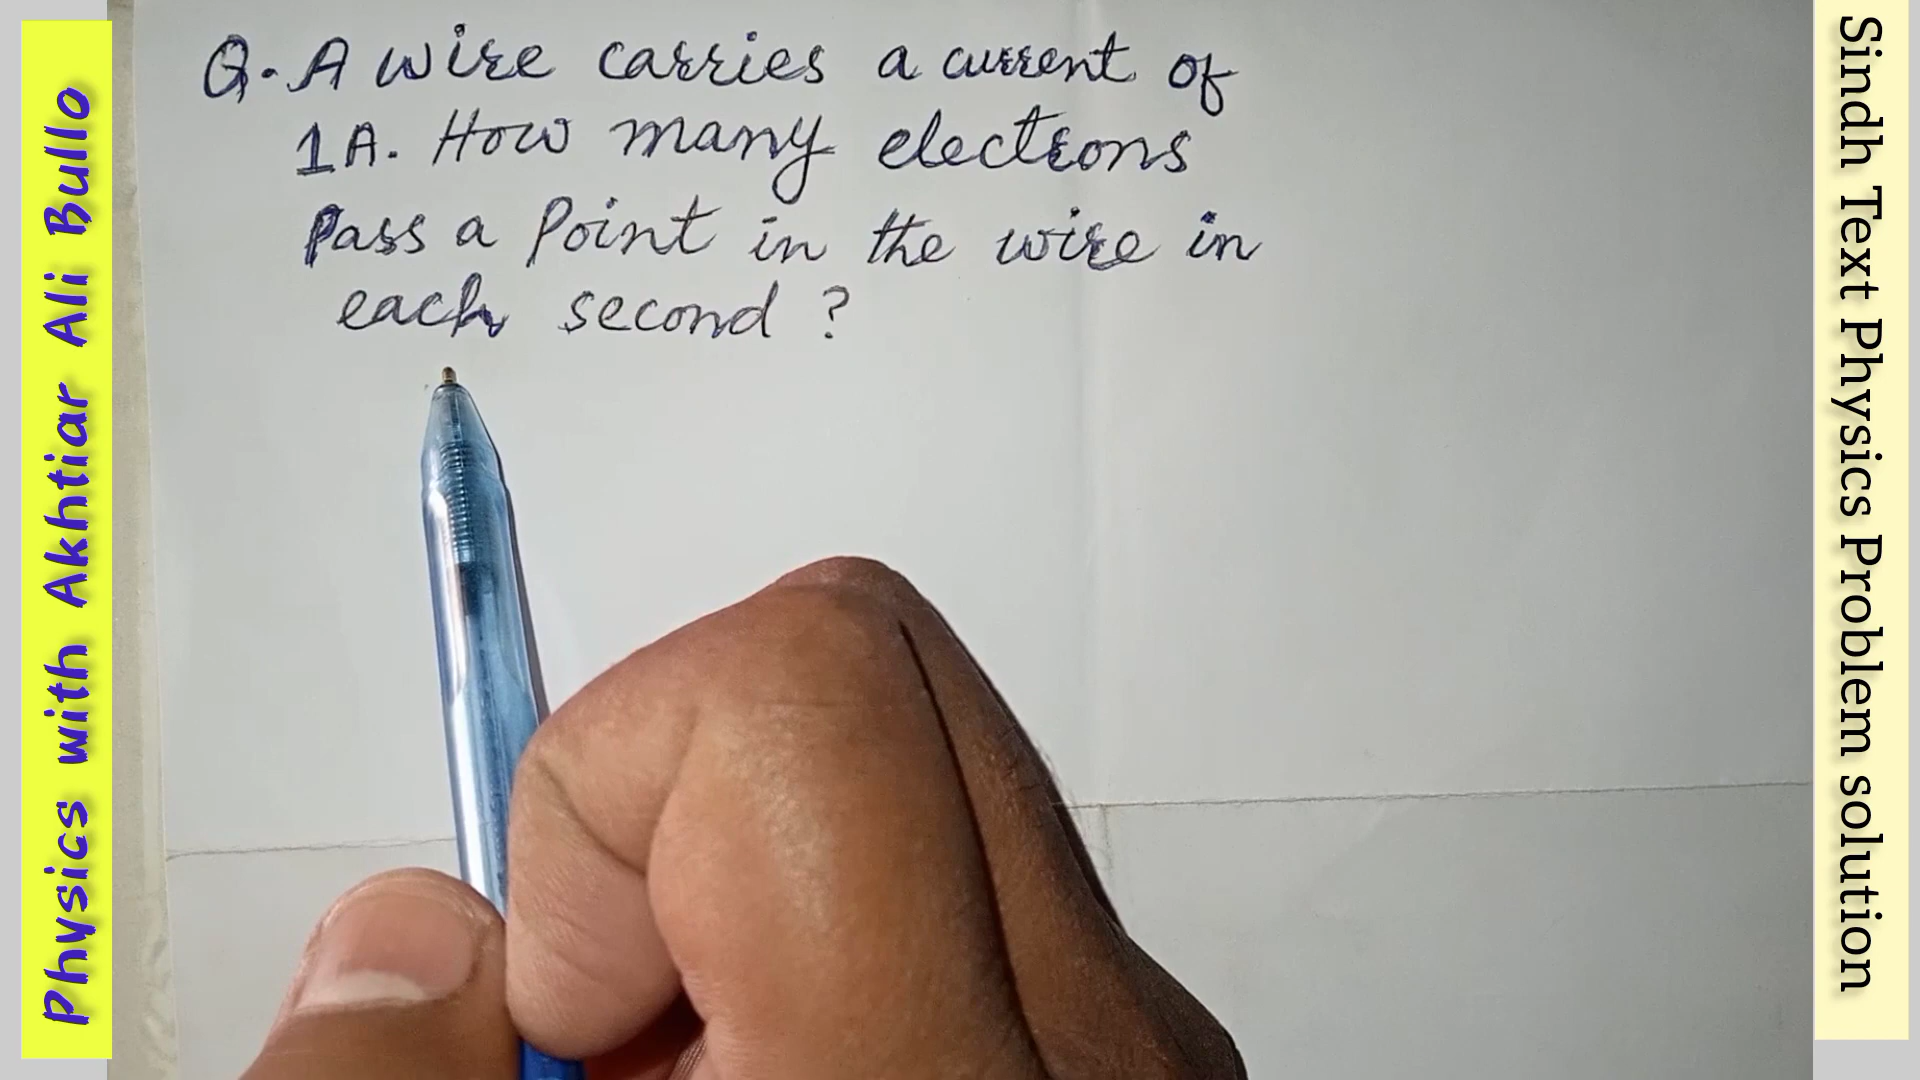 Physics with Akhtiar Ali Bullo
Q. A wire carries a current of
1A. How many electrons
Pass a Point in the wire in
each second ?
Sindh Text Physics Problem solution